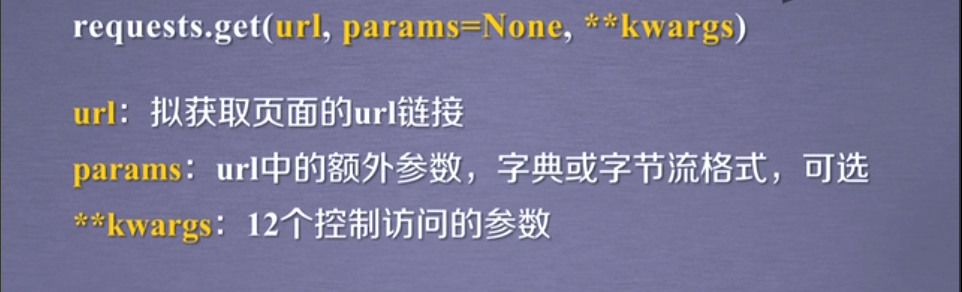 requests.get(url, params=None, **kwargs)
url：拟获取页面的url链接
params：url中的额外参数，字典或字节流格式，可选
**kwargs：12个控制访问的参数